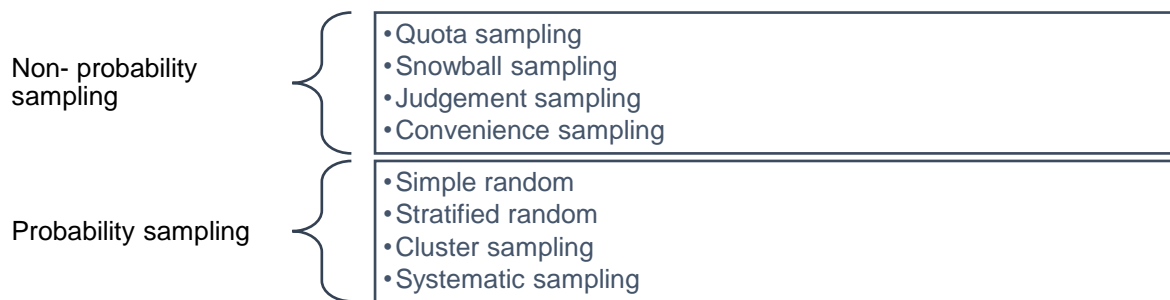 Non- probability
sampling
•Quota sampling
•Snowball sampling
•Judgement sampling
•Convenience sampling
Probability sampling
•Simple random
•Stratified random
•Cluster sampling
•Systematic sampling